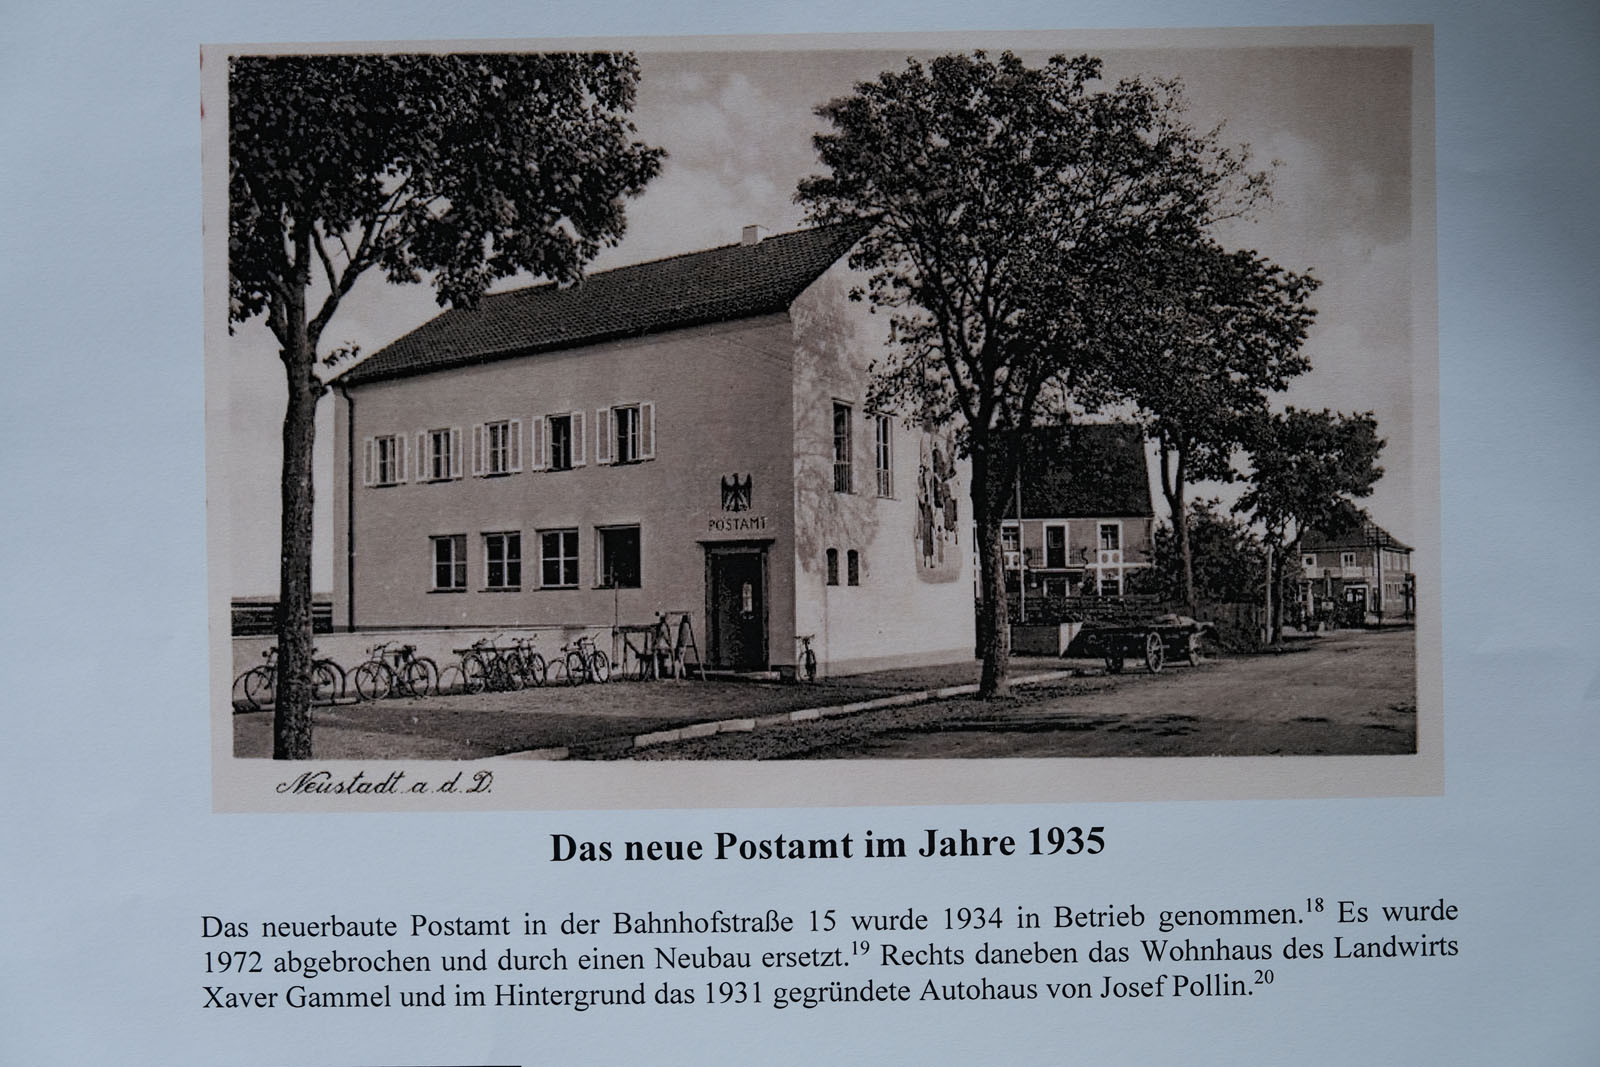 POSTAMT
Neustadt a. d. D.
Das neue Postamt im Jahre 1935
Das neuerbaute Postamt in der Bahnhofstraße 15 wurde 1934 in Betrieb genommen.18 Es wurde
1972 abgebrochen und durch einen Neubau ersetzt.19 Rechts daneben das Wohnhaus des Landwirts
Xaver Gammel und im Hintergrund das 1931 gegründete Autohaus von Josef Pollin.20